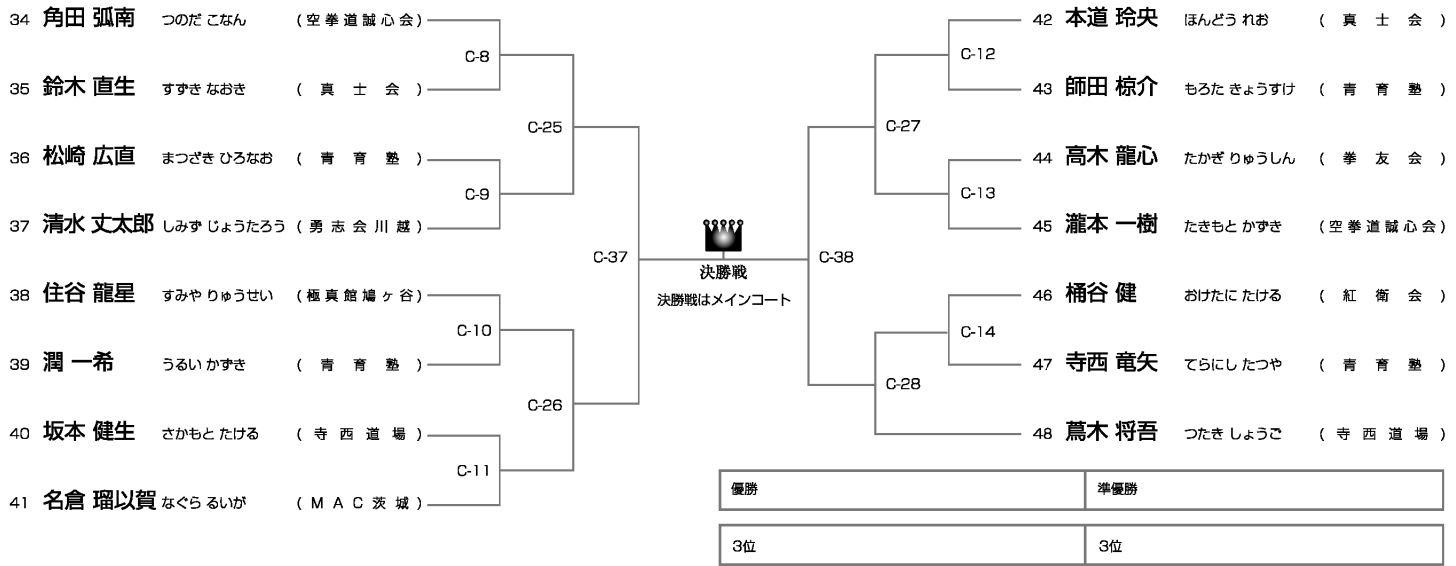 34 角田 弧南 つのだ こなん (空拳道誠心会)
C-8
35 鈴木 直生 すずき なおき (真士会)
C-25
36 松崎 広直 まつざき ひろなお (青育塾)
C-9
37 清水 丈太郎 しみず じょうたろう (勇志会川越)
C-37
38 住谷 龍星 すみや りゅうせい (極真館鳩ヶ谷)
C-10
39 潤 一希 うるい かずき (青育塾)
C-26
40 坂本 健生 さかもと たける (寺西道場)
C-11
41 名倉 瑠以賀 なぐら るいが (MAC茨城)
決勝戦
決勝戦はメインコート
42 本道 玲央 ほんどう れお (真士会)
C-12
43 師田 椋介 もろた きょうすけ (青育塾)
C-27
44 高木 龍心 たかぎ りゅうしん (拳友会)
C-13
45 瀧本 一樹 たきもと かずき (空拳道誠心会)
C-38
46 桶谷 健 おけたに たける (紅衛会)
C-14
47 寺西 竜矢 てらにし たつや (青育塾)
C-28
48 蔦木 将吾 つたき しょうご (寺西道場)
優勝 準優勝
3位 3位